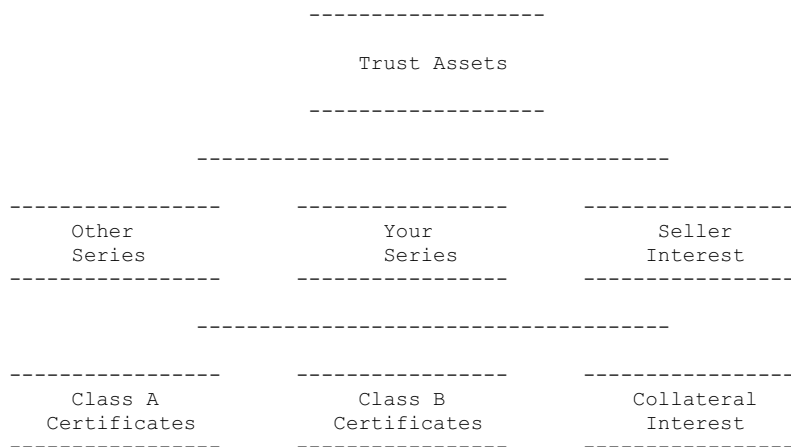 Trust Assets
Other Your Seller
Series Series Interest
Class A Class B Collateral
Certificates Certificates Interest